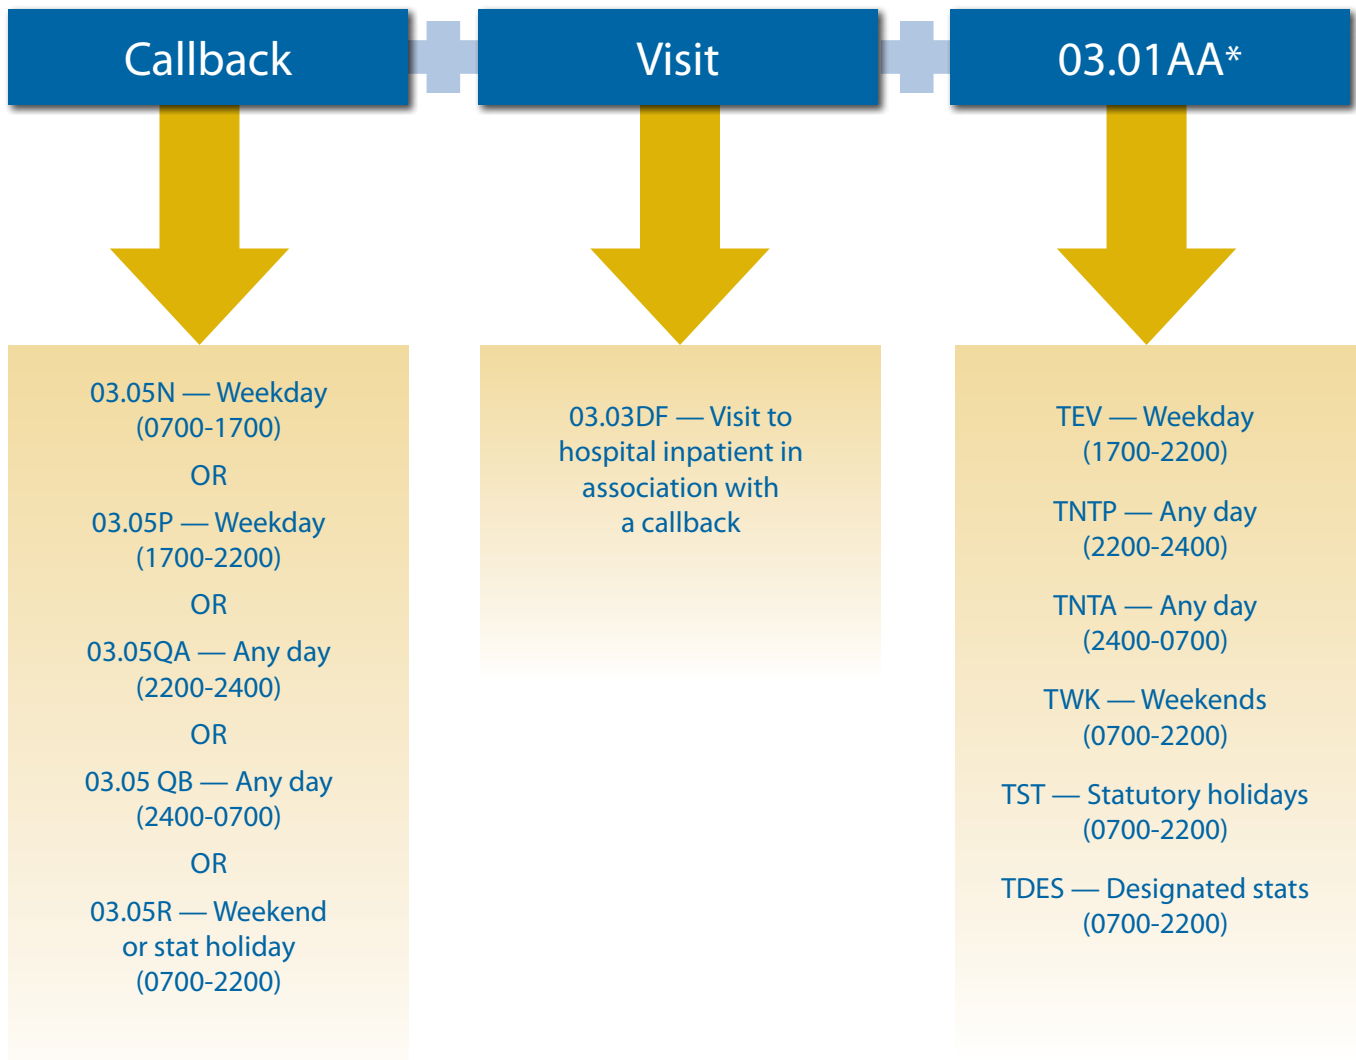 Callback
Visit
03.01AA*
03.05N — Weekday
(0700-1700)
OR
03.05P — Weekday
(1700-2200)
OR
03.05QA — Any day
(2200-2400)
OR
03.05 QB — Any day
(2400-0700)
OR
03.05R — Weekend
or stat holiday
(0700-2200)
03.03DF — Visit to
hospital inpatient in
association with
a callback
TEV — Weekday
(1700-2200)
TNTP — Any day
(2200-2400)
TNTA — Any day
(2400-0700)
TWK — Weekends
(0700-2200)
TST — Statutory holidays
(0700-2200)
TDES — Designated stats
(0700-2200)